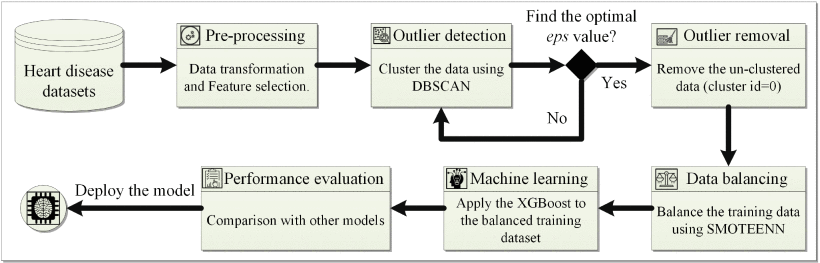 Heart disease
datasets
Pre-processing
Data transformation
and Feature selection.
Outlier detection
Cluster the data using
DBSCAN
Find the optimal
eps value?
Yes
No
Outlier removal
Remove the un-clustered
data (cluster id=0)
Data balancing
Balance the training data
using SMOTEENN
Machine learning
Apply the XGBoost to
the balanced training
dataset
Performance evaluation
Comparison with other models
Deploy the model